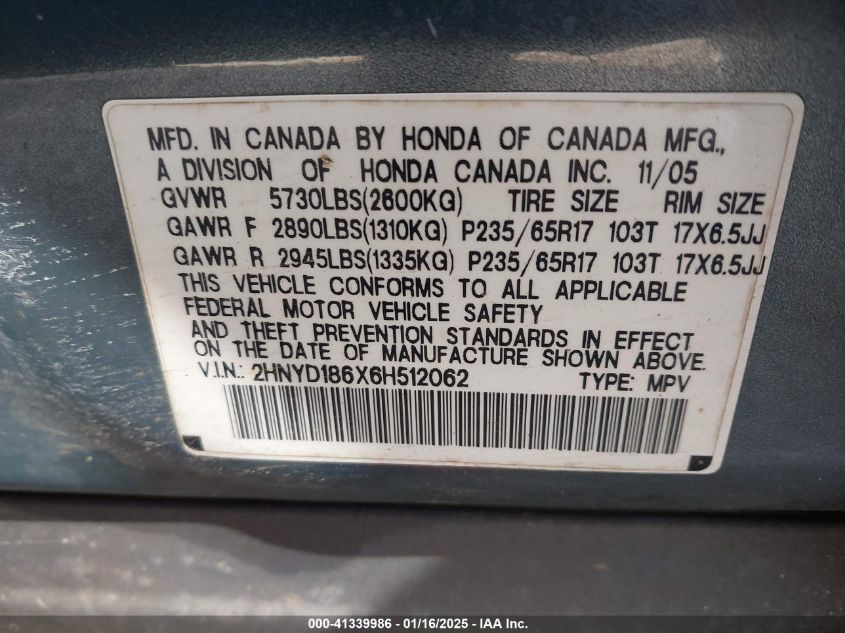 MFD. IN CANADA BY HONDA OF CANADA MFG.,
A DIVISION OF HONDA CANADA INC. 11/05
GVWR 5730LBS(2600KG) TIRE SIZE RIM SIZE
GAWR F 2890LBS(1310KG) P235/65R17 103T 17X6.5JJ
GAWR R 2945LBS(1335KG) P235/65R17 103T 17X6.5JJ
THIS VEHICLE CONFORMS TO ALL APPLICABLE
FEDERAL MOTOR VEHICLE SAFETY
AND THEFT PREVENTION STANDARDS IN EFFECT
ON THE DATE OF MANUFACTURE SHOWN ABOVE.
V.I.N.: 2HNYD186X6H512062 TYPE: MPV
000-41339986 - 01/16/2025 - IAA Inc.